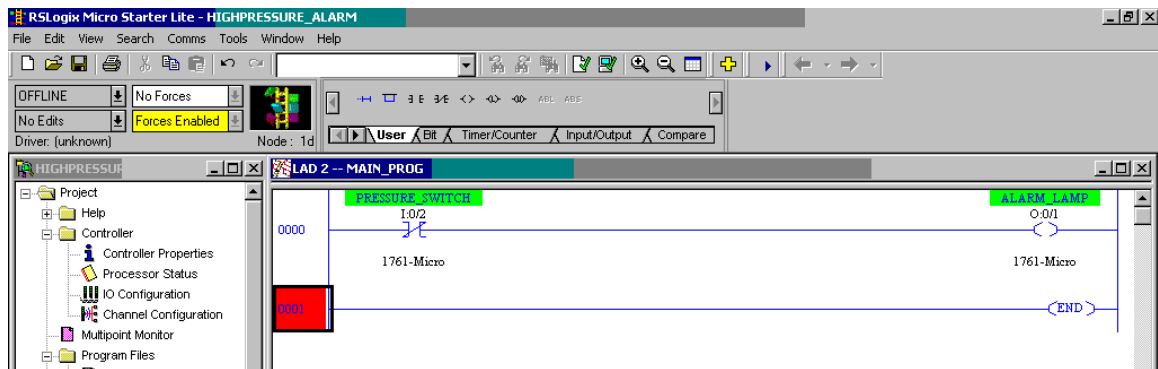 RSLogix Micro Starter Lite - HIGHPRESSURE_ALARM
File Edit View Search Comms Tools Window Help
OFFLINE No Forces
No Edits Forces Enabled
Driver: (unknown) Node: 1d
ABL ABS
User Bit Timer/Counter Input/Output Compare
HIGHPRESSUR
LAD 2 -- MAIN_PROG
Project
Help
Controller
Controller Properties
Processor Status
IO Configuration
Channel Configuration
Multipoint Monitor
Program Files
PRESSURE_SWITCH ALARM_LAMP
I:0/2 O:0/1
0000
1761-Micro 1761-Micro
0001 END